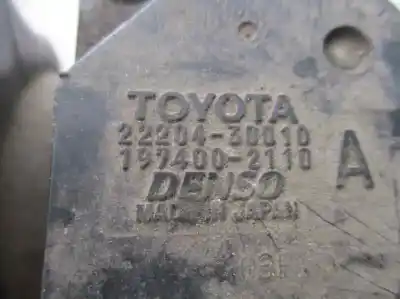 TOYOTA
22204-30010
197400-2110
A
DENSO
MADE IN JAPAN